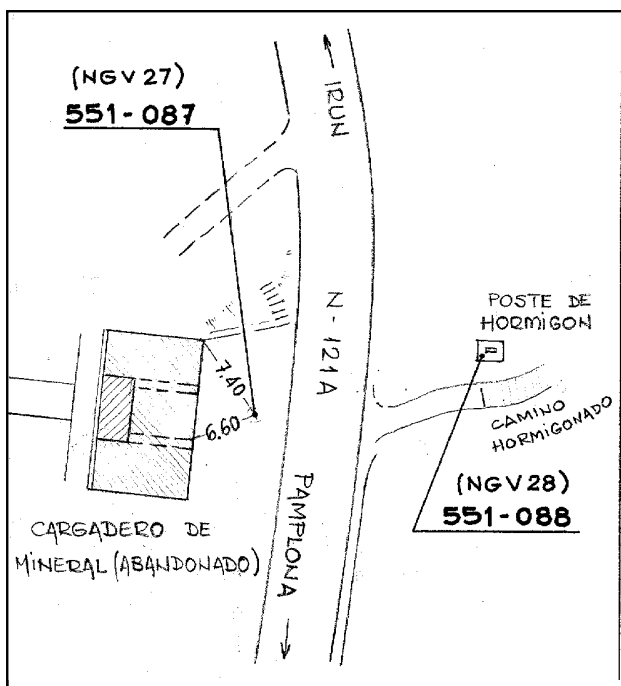 (NGV 27)
551-087
IRUN
N-121A
PAMPLONA
7.40
6.60
POSTE DE
HORMIGON
CAMINO
HORMIGONADO
(NGV28)
551-088
CARGADERO DE
MINERAL (ABANDONADO)